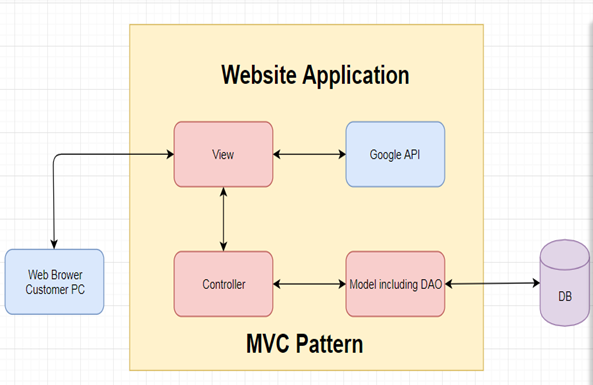 Website Application
View
Google API
Web Brower
Customer PC
Controller
Model including DAO
DB
MVC Pattern